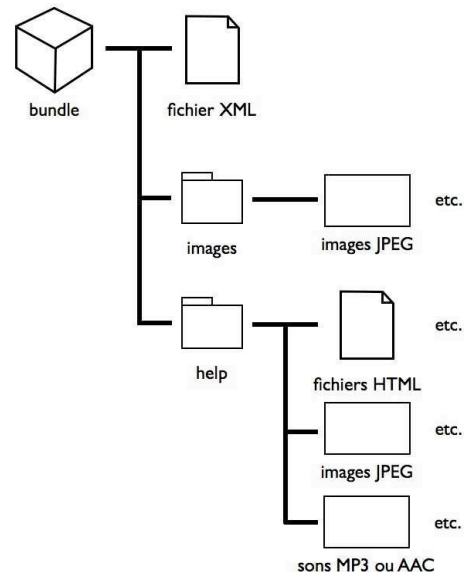 bundle
fichier XML
images
images JPEG
etc.
help
fichiers HTML
etc.
images JPEG
etc.
sons MP3 ou AAC
etc.